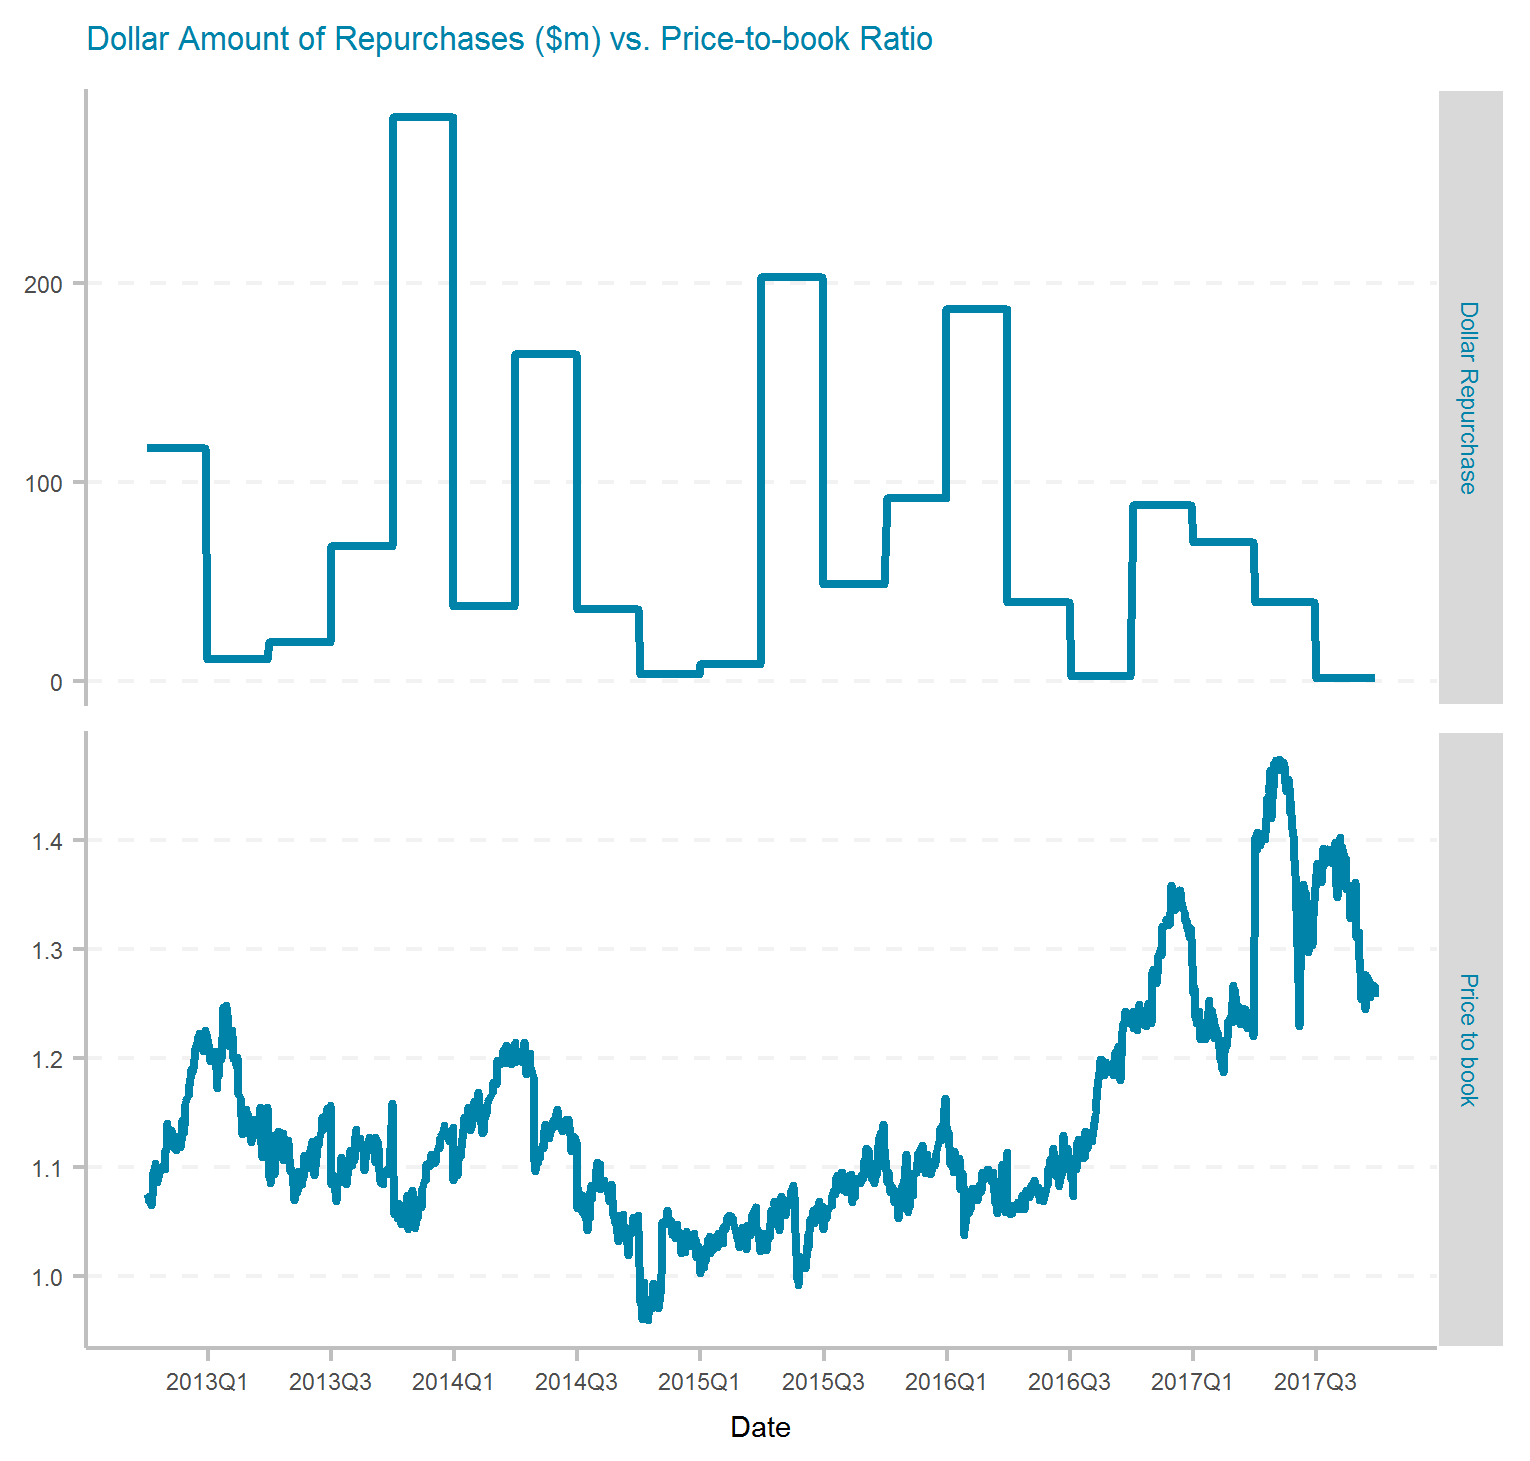 Dollar Amount of Repurchases ($m) vs. Price-to-book Ratio
200
100
0
Dollar Repurchase
1.4
1.3
1.2
1.1
1.0
Price to book
2013Q1 2013Q3 2014Q1 2014Q3 2015Q1 2015Q3 2016Q1 2016Q3 2017Q1 2017Q3
Date